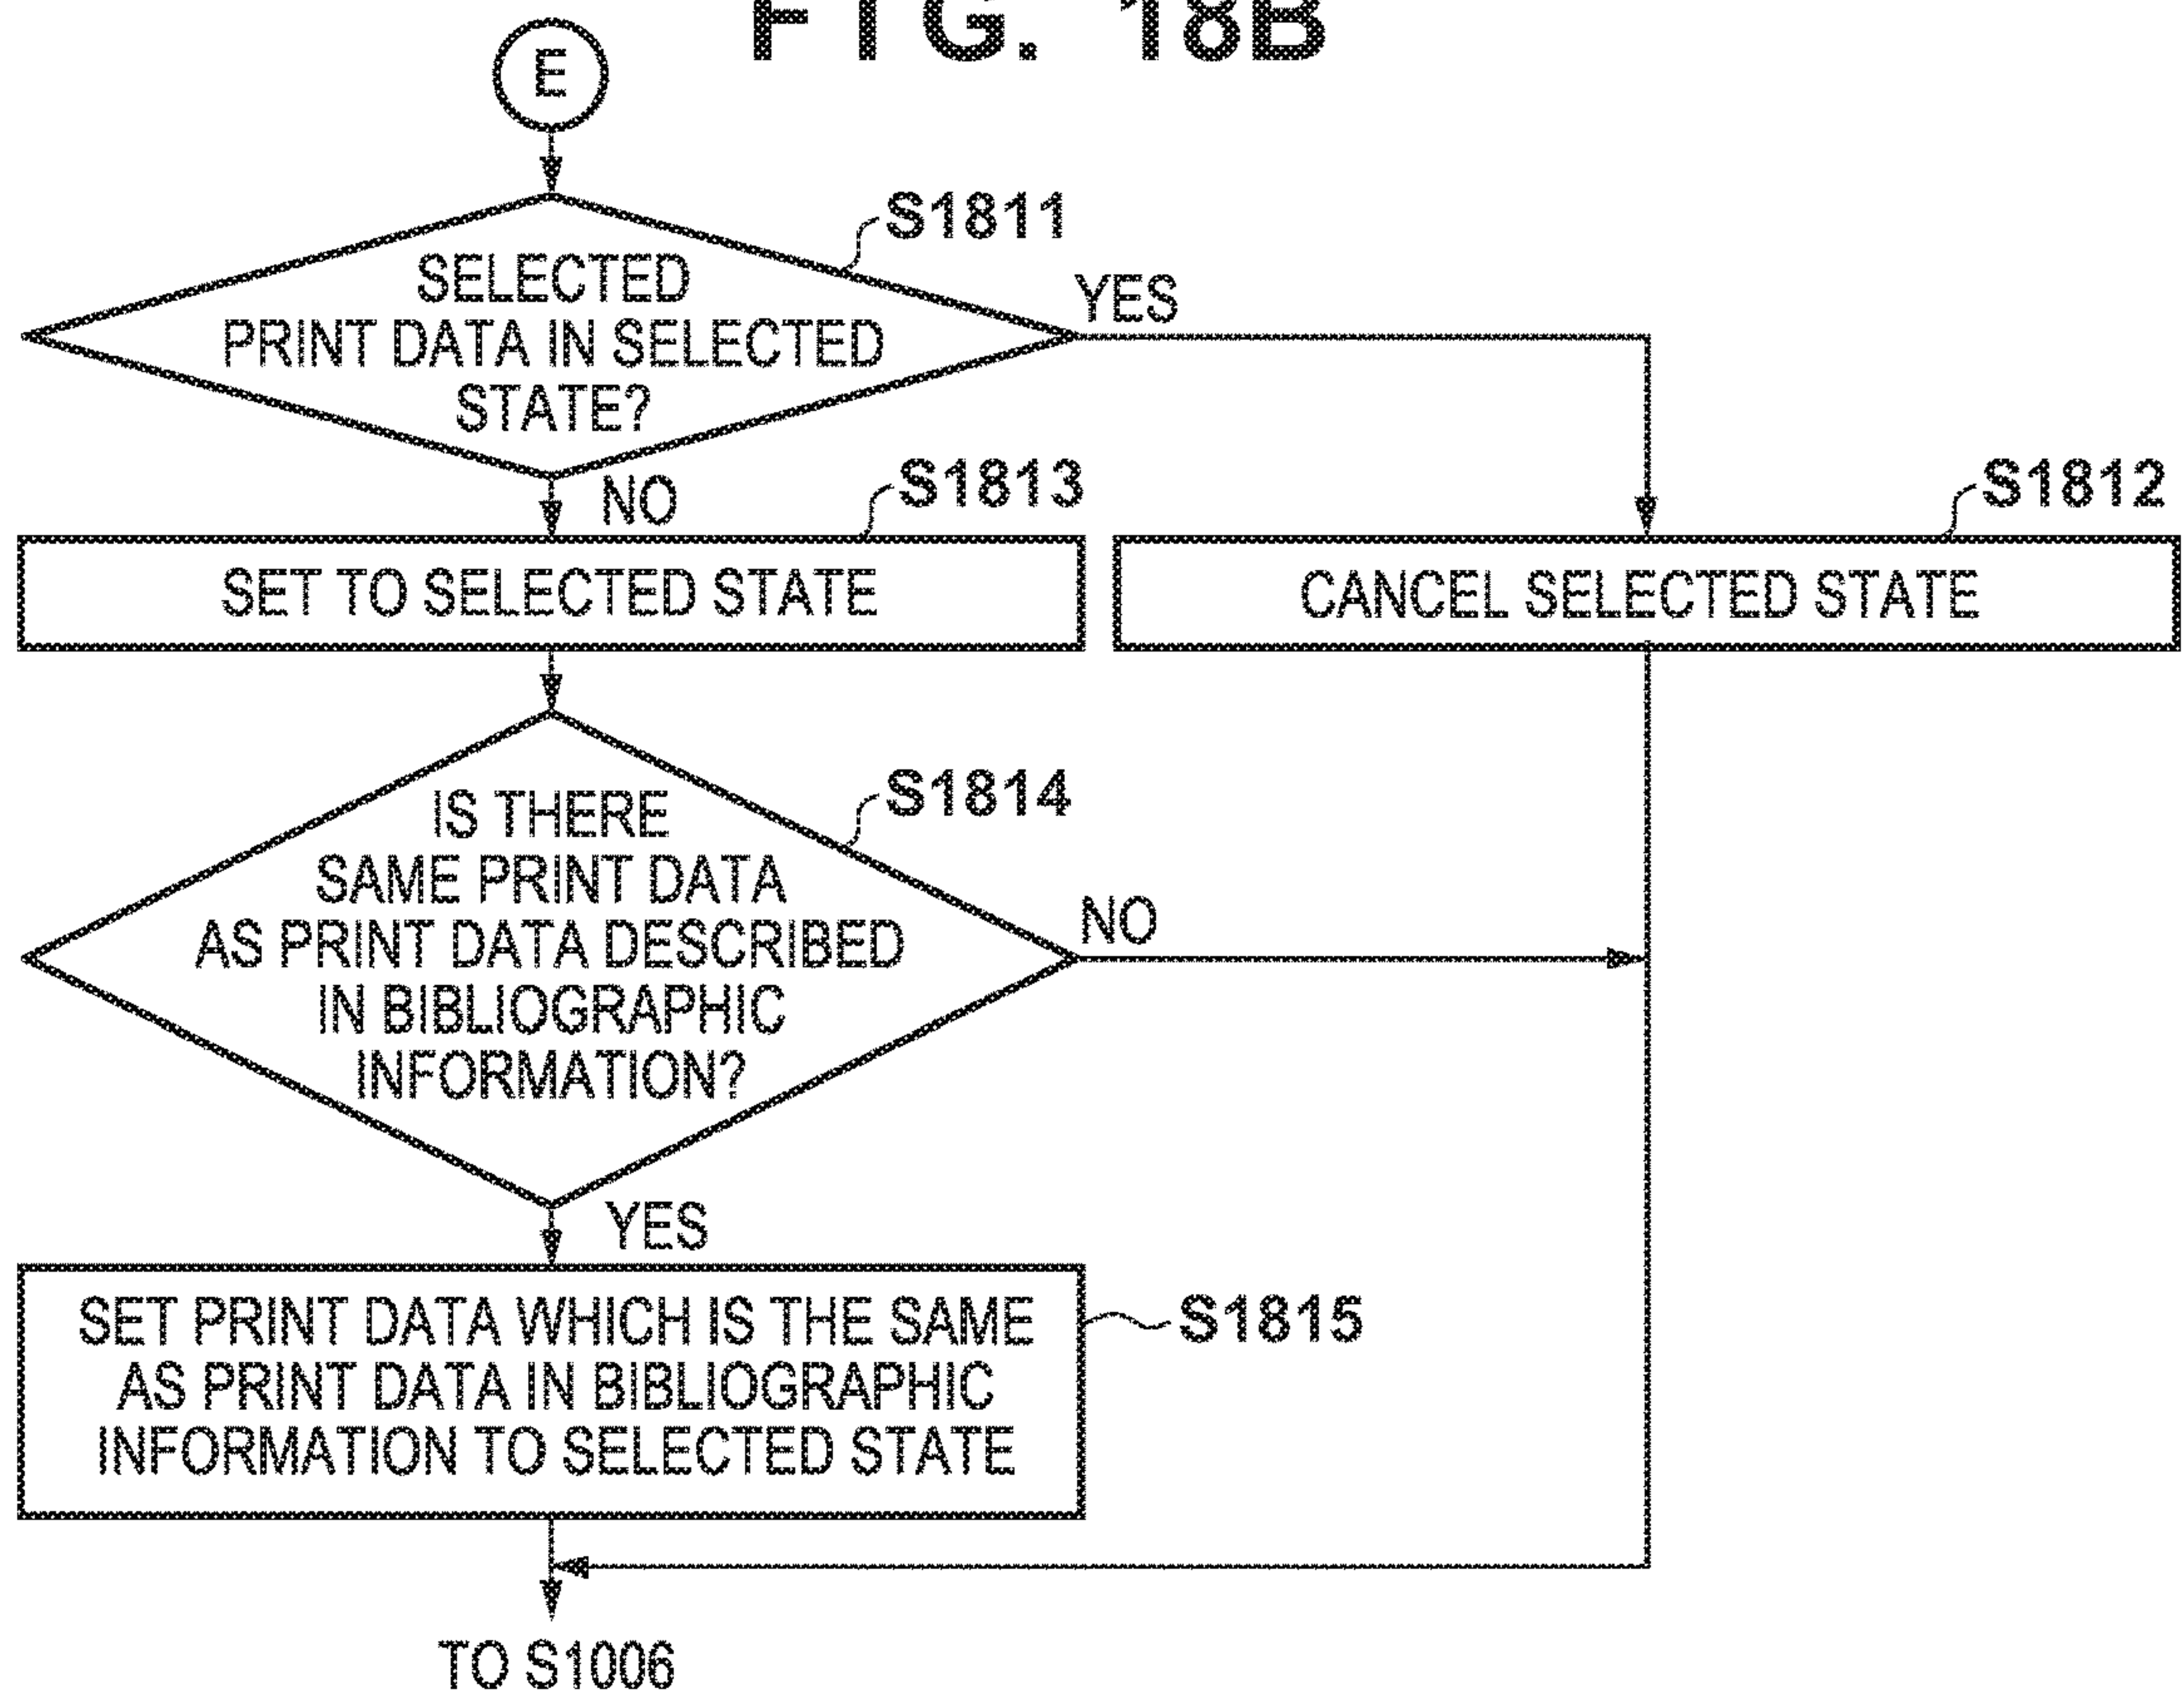 FIG. 18B
E
S1811
SELECTED
PRINT DATA IN SELECTED
STATE?
YES
NO
S1813
S1812
SET TO SELECTED STATE
CANCEL SELECTED STATE
S1814
IS THERE
SAME PRINT DATA
AS PRINT DATA DESCRIBED
IN BIBLIOGRAPHIC
INFORMATION?
NO
YES
SET PRINT DATA WHICH IS THE SAME
AS PRINT DATA IN BIBLIOGRAPHIC
INFORMATION TO SELECTED STATE
S1815
TO S1006